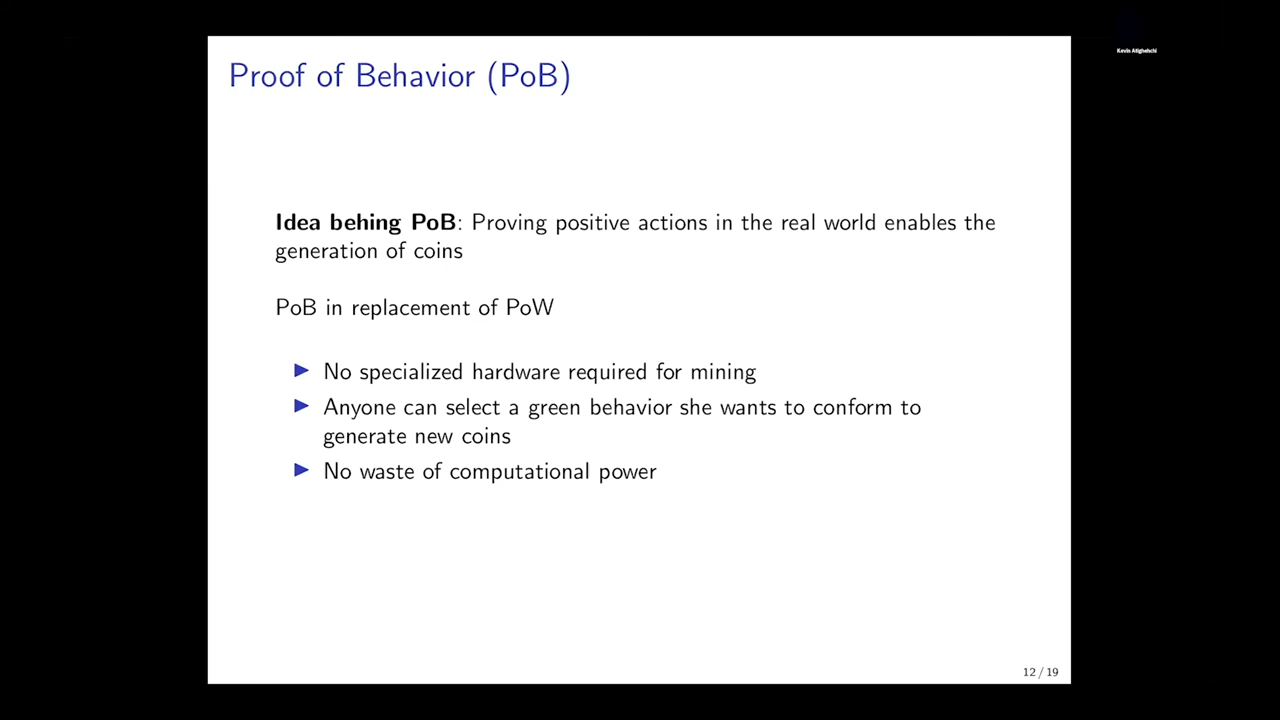 Kevin Atighehchi
Proof of Behavior (PoB)
Idea behing PoB: Proving positive actions in the real world enables the
generation of coins
PoB in replacement of PoW
▶ No specialized hardware required for mining
▶ Anyone can select a green behavior she wants to conform to
generate new coins
▶ No waste of computational power
12 / 19